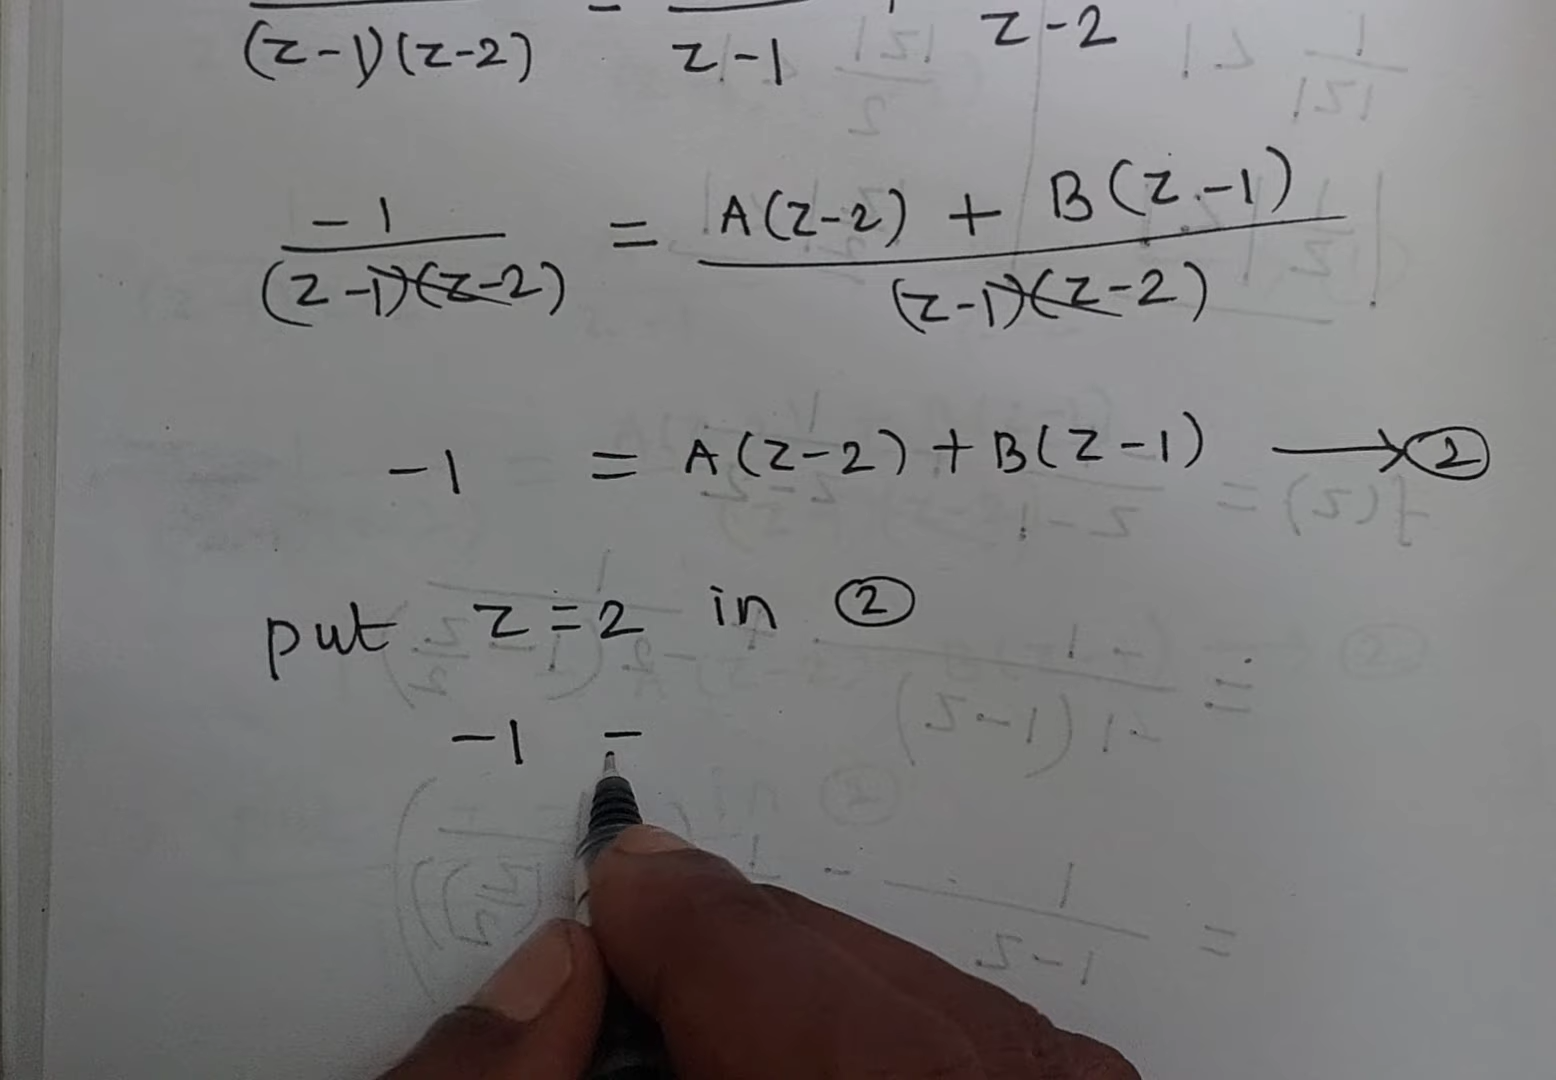 (z-1)(z-2) = z-1 z-2
-1/(z-1)(z-2) = A(z-2) + B(z-1)/(z-1)(z-2)
-1 = A(z-2) + B(z-1) → ②
put z=2 in ②
-1 -